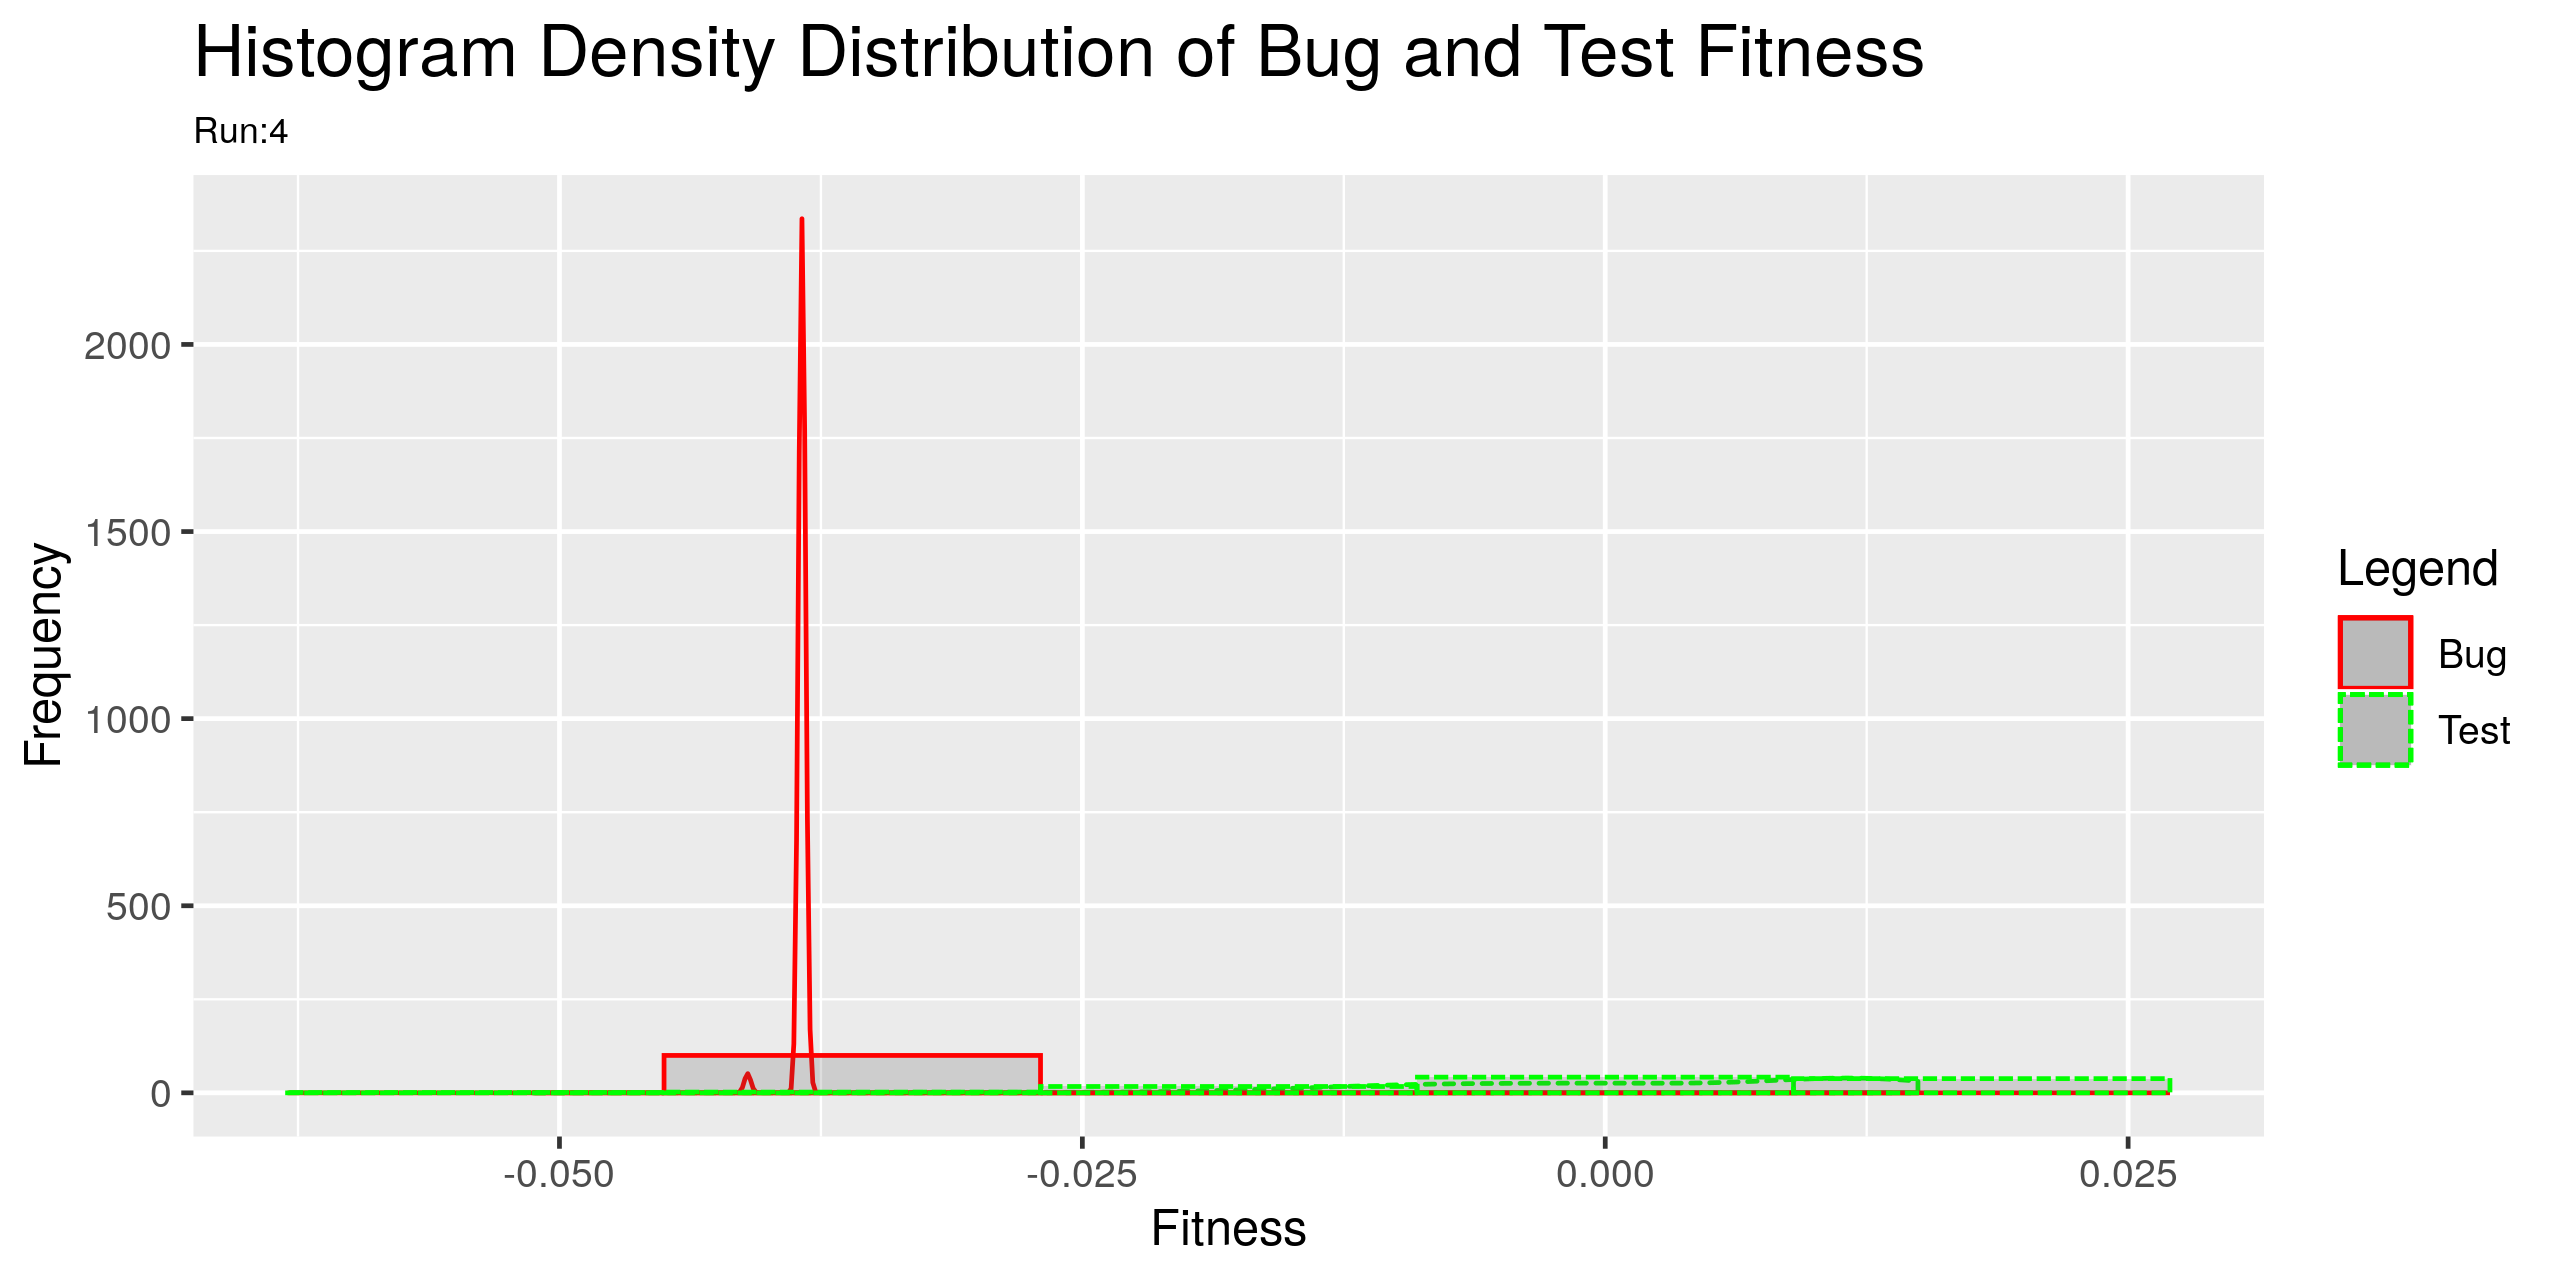 Histogram Density Distribution of Bug and Test Fitness
Run:4
Frequency
2000
1500
1000
500
0
-0.050
-0.025
0.000
0.025
Fitness
Legend
Bug
Test